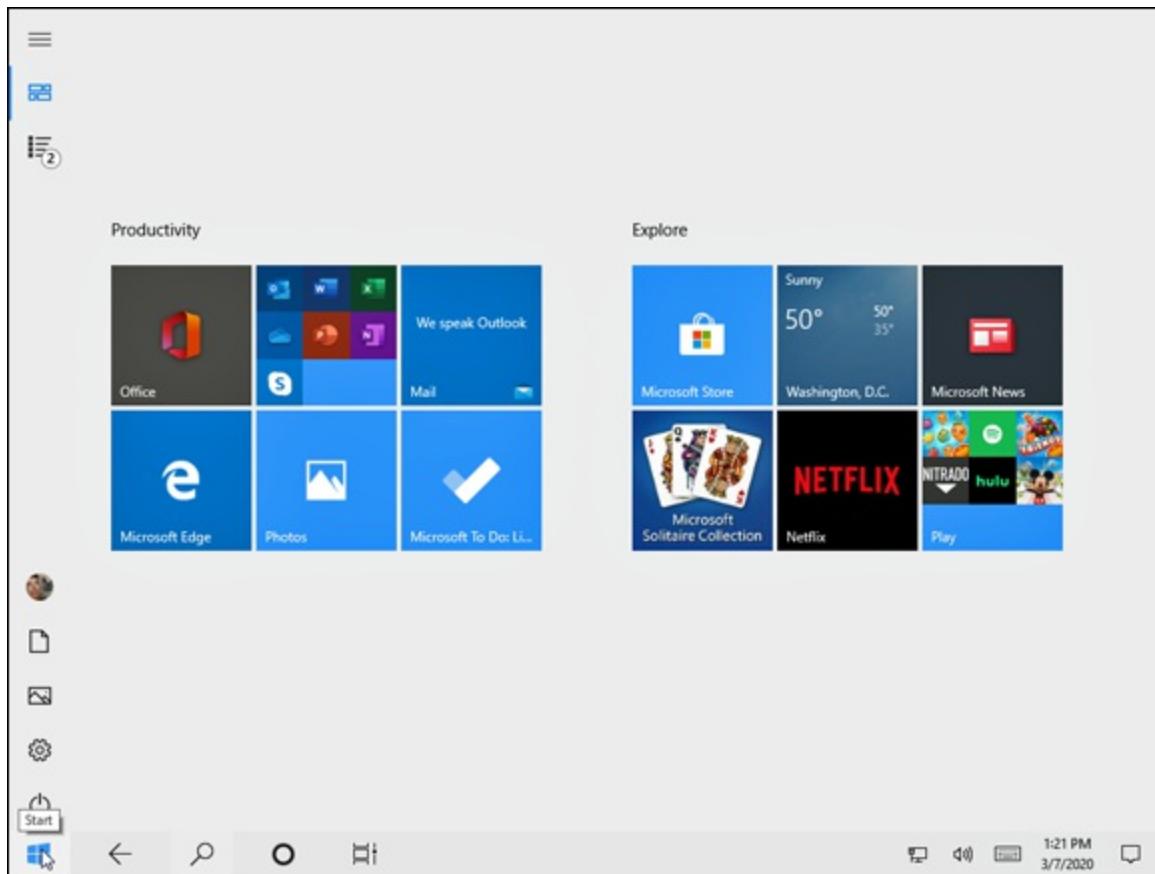 2
Productivity
Explore
Office
We speak Outlook
Mail
Microsoft Edge
Photos
Microsoft To Do: Li...
Microsoft Store
Sunny
50°
50°
35°
Washington, D.C.
Microsoft News
Microsoft
Solitaire Collection
NETFLIX
Netflix
NITRADO
hulu
Play
Start
1:21 PM
3/7/2020